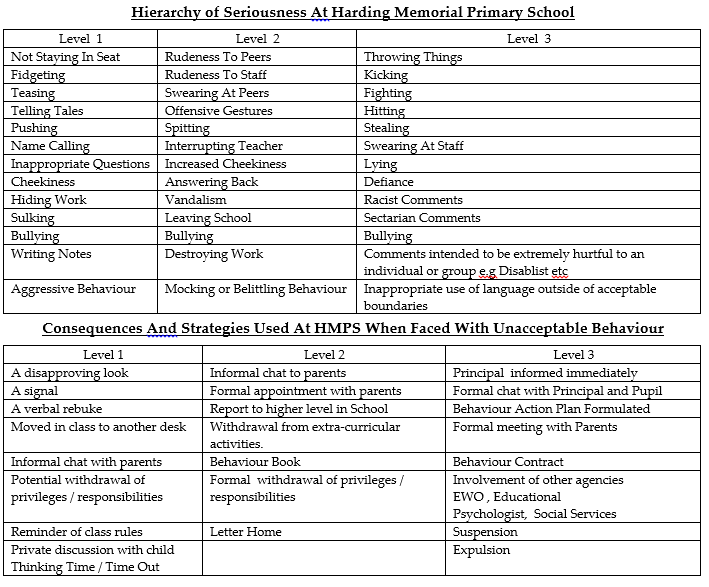 Hierarchy of Seriousness At Harding Memorial Primary School
Level 1 Level 2 Level 3
Not Staying In Seat Rudeness To Peers Throwing Things
Fidgeting Rudeness To Staff Kicking
Teasing Swearing At Peers Fighting
Telling Tales Offensive Gestures Hitting
Pushing Spitting Stealing
Name Calling Interrupting Teacher Swearing At Staff
Inappropriate Questions Increased Cheekiness Lying
Cheekiness Answering Back Defiance
Hiding Work Vandalism Racist Comments
Sulking Leaving School Sectarian Comments
Bullying Bullying Bullying
Writing Notes Destroying Work Comments intended to be extremely hurtful to an
individual or group e.g Disablist etc
Aggressive Behaviour Mocking or Belittling Behaviour Inappropriate use of language outside of acceptable
boundaries
Consequences And Strategies Used At HMPS When Faced With Unacceptable Behaviour
Level 1 Level 2 Level 3
A disapproving look Informal chat to parents Principal informed immediately
A signal Formal appointment with parents Formal chat with Principal and Pupil
A verbal rebuke Report to higher level in School Behaviour Action Plan Formulated
Moved in class to another desk Withdrawal from extra-curricular Formal meeting with Parents
activities.
Informal chat with parents Behaviour Book Behaviour Contract
Potential withdrawal of Formal withdrawal of privileges / Involvement of other agencies
privileges / responsibilities responsibilities EWO , Educational
Psychologist, Social Services
Reminder of class rules Letter Home Suspension
Private discussion with child Expulsion
Thinking Time / Time Out